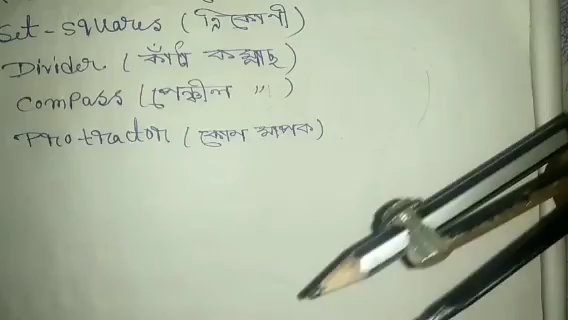 Set-squares (ত্রিকোণী)
Divider (কাঁটা কম্পাছ)
Compass (পেঞ্চিল " )
Protractor (কোণ মাপক)